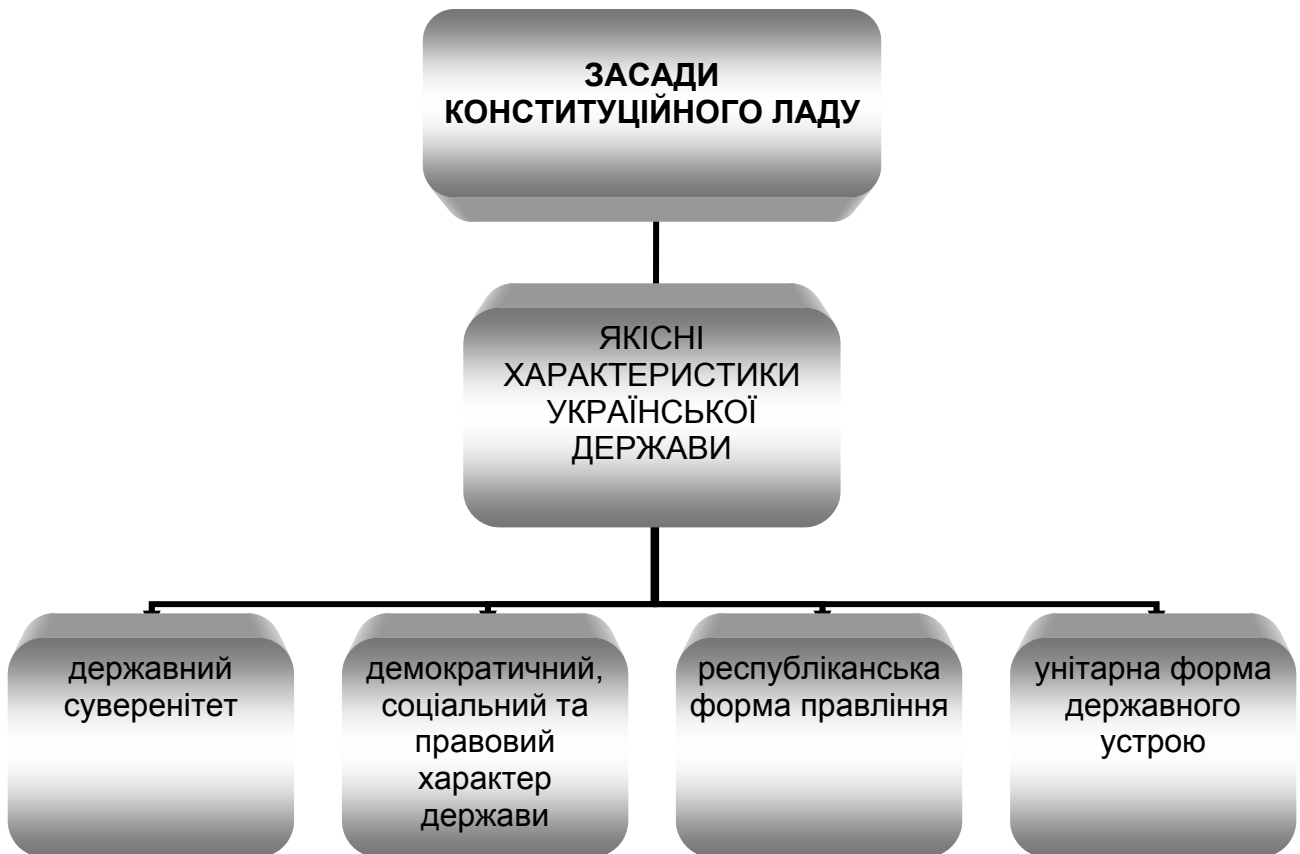 ЗАСАДИ
КОНСТИТУЦІЙНОГО ЛАДУ
ЯКІСНІ
ХАРАКТЕРИСТИКИ
УКРАЇНСЬКОЇ
ДЕРЖАВИ
державний
суверенітет
демократичний,
соціальний та
правовий
характер
держави
республіканська
форма правління
унітарна форма
державного
устрою